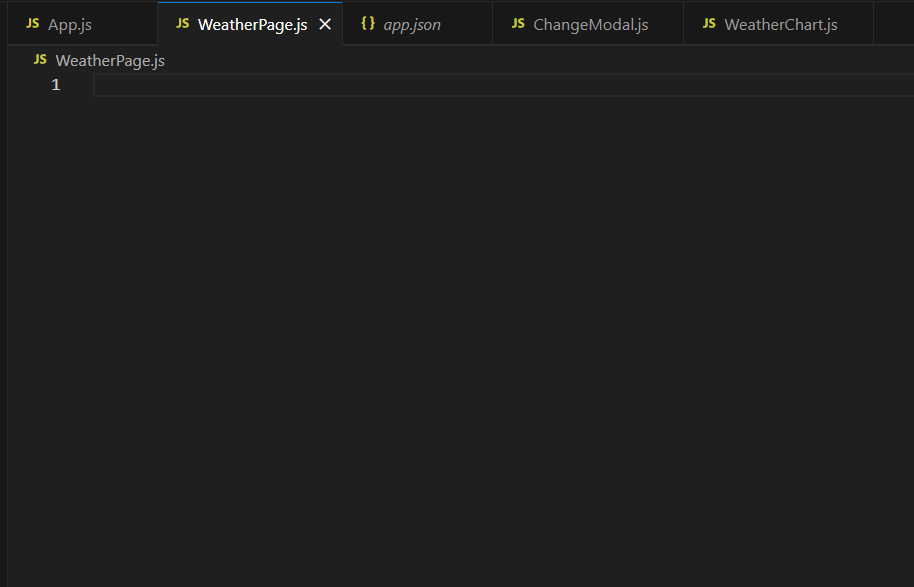 JS App.js JS WeatherPage.js × {} app.json JS ChangeModal.js JS WeatherChart.js
JS WeatherPage.js
1